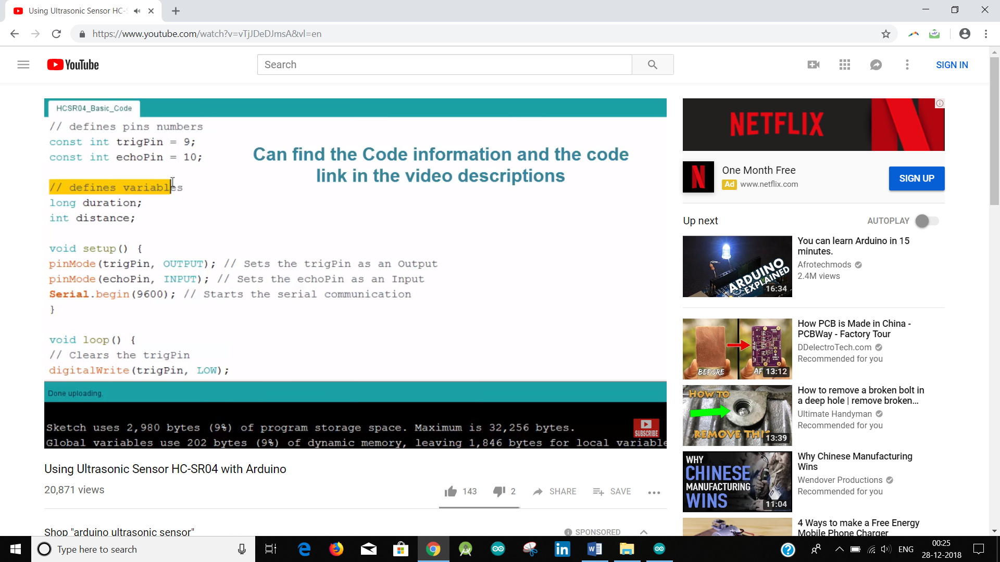 Using Ultrasonic Sensor HC-S
https://www.youtube.com/watch?v=vTjJDeDJmsA&vl=en
YouTube
Search
SIGN IN
HCSR04_Basic_Code
// defines pins numbers
const int trigPin = 9;
const int echoPin = 10;
Can find the Code information and the code
link in the video descriptions
// defines variables
long duration;
int distance;
void setup() {
pinMode(trigPin, OUTPUT); // Sets the trigPin as an Output
pinMode(echoPin, INPUT); // Sets the echoPin as an Input
Serial.begin(9600); // Starts the serial communication
}
void loop() {
// Clears the trigPin
digitalWrite(trigPin, LOW);
Done uploading.
Sketch uses 2,980 bytes (9%) of program storage space. Maximum is 32,256 bytes.
Global variables use 202 bytes (9%) of dynamic memory, leaving 1,846 bytes for local variable
SUBSCRIBE
Using Ultrasonic Sensor HC-SR04 with Arduino
20,871 views
143
2
SHARE
SAVE
Shop "arduino ultrasonic sensor"
SPONSORED
NETFLIX
N
One Month Free
Ad www.netflix.com
SIGN UP
Up next
AUTOPLAY
ARDUINO
EXPLAINED
16:34
You can learn Arduino in 15
minutes.
Afrotechmods
2.4M views
BEFORE
AF
13:12
How PCB is Made in China -
PCBWay - Factory Tour
DDelectroTech.com
Recommended for you
HOW TO
REMOVE THIS
13:39
How to remove a broken bolt in
a deep hole | remove broken...
Ultimate Handyman
Recommended for you
WHY
CHINESE
MANUFACTURING
WINS
11:04
Why Chinese Manufacturing
Wins
Wendover Productions
Recommended for you
4 Ways to make a Free Energy
Mobile Phone Charger
Type here to search
ENG
00:25
28-12-2018